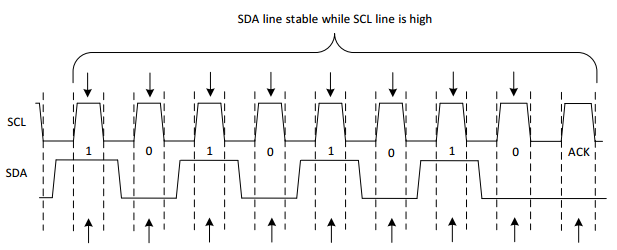 SDA line stable while SCL line is high
SCL
1 0 1 0 1 0 1 0 ACK
SDA